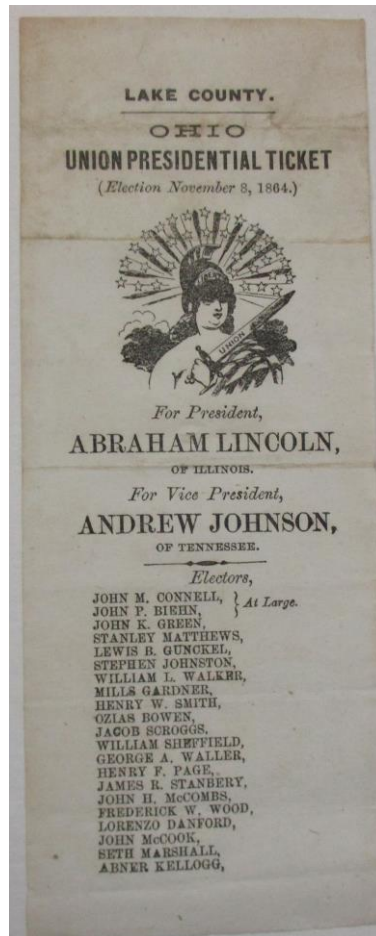 LAKE COUNTY.
OHIO
UNION PRESIDENTIAL TICKET
(Election November 8, 1864.)
UNION
For President,
ABRAHAM LINCOLN,
OF ILLINOIS.
For Vice President,
ANDREW JOHNSON,
OF TENNESSEE.
Electors,
JOHN M. CONNELL,
JOHN P. BIEHN, } At Large.
JOHN K. GREEN,
STANLEY MATTHEWS,
LEWIS B. GUNCKEL,
STEPHEN JOHNSTON,
WILLIAM L. WALKER,
MILLS GARDNER,
HENRY W. SMITH,
OZIAS BOWEN,
JACOB SCROGGS,
WILLIAM SHEFFIELD,
GEORGE A. WALLER,
HENRY F. PAGE,
JAMES R. STANBERY,
JOHN H. McCOMBS,
FREDERICK W. WOOD,
LORENZO DANFORD,
JOHN McCOOK,
SETH MARSHALL,
ABNER KELLOGG,